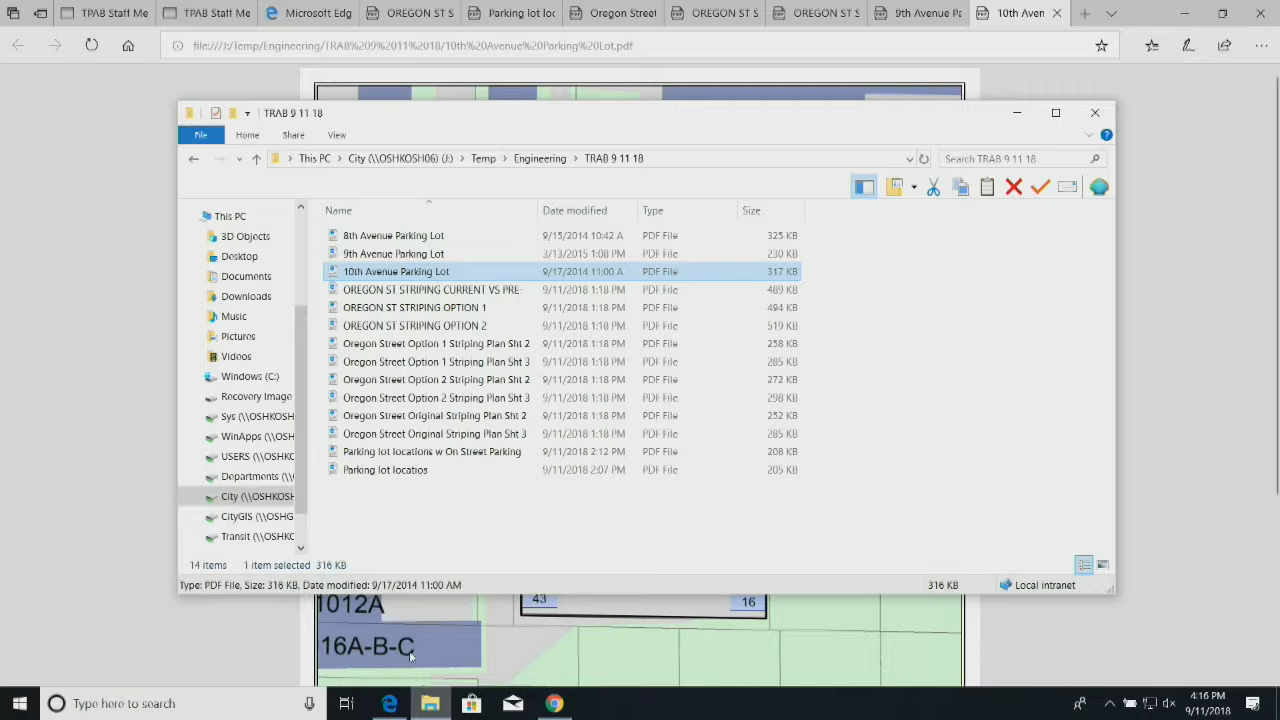 TPAB Staff Me
TPAB Staff Me
Microsoft Edg
OREGON ST S
Parking lot loc
Oregon Street
OREGON ST S
OREGON ST S
9th Avenue Pa
10th Aven
file:///J:/Temp/Engineering/TRAB%209%2011%2018/10th%20Avenue%20Parking%20Lot.pdf
TRAB 9 11 18
File Home Share View
This PC > City (\\OSHKOSH06) (J:) > Temp > Engineering > TRAB 9 11 18
Search TRAB 9 11 18
Name Date modified Type Size
This PC
3D Objects
Desktop
Documents
Downloads
Music
Pictures
Videos
Windows (C:)
Recovery Image
Sys (\\OSHKOSH
WinApps (\\OSH
USERS (\\OSHKO
Departments (\\
City (\\OSHKOSH
CityGIS (\\OSHG
Transit (\\OSHKO
8th Avenue Parking Lot 9/15/2014 10:42 A PDF File 325 KB
9th Avenue Parking Lot 3/13/2015 1:08 PM PDF File 230 KB
10th Avenue Parking Lot 9/17/2014 11:00 A PDF File 317 KB
OREGON ST STRIPING CURRENT VS PRE- 9/11/2018 1:18 PM PDF File 489 KB
OREGON ST STRIPING OPTION 1 9/11/2018 1:18 PM PDF File 494 KB
OREGON ST STRIPING OPTION 2 9/11/2018 1:18 PM PDF File 519 KB
Oregon Street Option 1 Striping Plan Sht 2 9/11/2018 1:18 PM PDF File 258 KB
Oregon Street Option 1 Striping Plan Sht 3 9/11/2018 1:18 PM PDF File 285 KB
Oregon Street Option 2 Striping Plan Sht 2 9/11/2018 1:18 PM PDF File 272 KB
Oregon Street Option 2 Striping Plan Sht 3 9/11/2018 1:18 PM PDF File 298 KB
Oregon Street Original Striping Plan Sht 2 9/11/2018 1:18 PM PDF File 252 KB
Oregon Street Original Striping Plan Sht 3 9/11/2018 1:18 PM PDF File 285 KB
Parking lot locations w On Street Parking 9/11/2018 2:12 PM PDF File 208 KB
Parking lot locatios 9/11/2018 2:07 PM PDF File 205 KB
14 items 1 item selected 316 KB
Type: PDF File, Size: 316 KB, Date modified: 9/17/2014 11:00 AM 316 KB Local intranet
1012A
43
16
16A-B-C
Type here to search
4:16 PM
9/11/2018